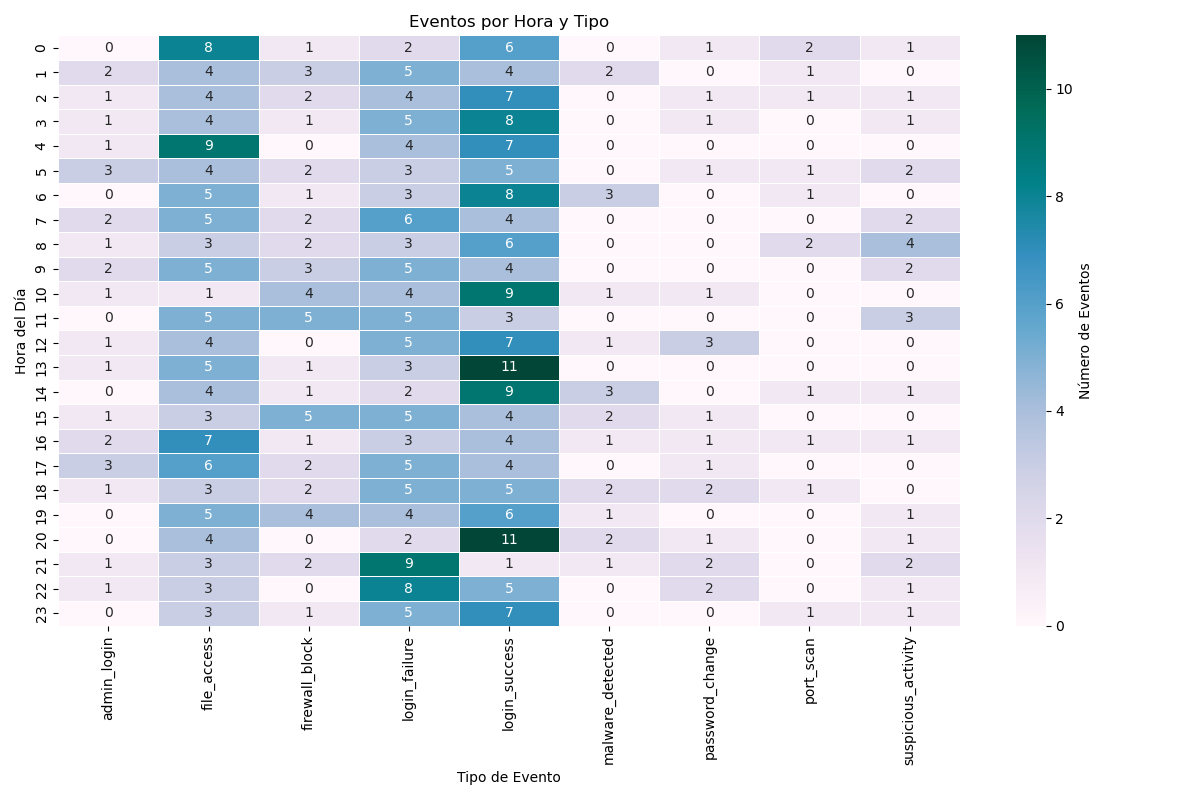 Eventos por Hora y Tipo
0 0 8 1 2 6 0 1 2 1
1 2 4 3 5 4 2 0 1 0
2 1 4 2 4 7 0 1 1 1
3 1 4 1 5 8 0 1 0 1
4 1 9 0 4 7 0 0 0 0
5 3 4 2 3 5 0 1 1 2
6 0 5 1 3 8 3 0 1 0
7 2 5 2 6 4 0 0 0 2
8 1 3 2 3 6 0 0 2 4
9 2 5 3 5 4 0 0 0 2
10 1 1 4 4 9 1 1 0 0
11 0 5 5 5 3 0 0 0 3
12 1 4 0 5 7 1 3 0 0
13 1 5 1 3 11 0 0 0 0
14 0 4 1 2 9 3 0 1 1
15 1 3 5 5 4 2 1 0 0
16 2 7 1 3 4 1 1 1 1
17 3 6 2 5 4 0 1 0 0
18 1 3 2 5 5 2 2 1 0
19 0 5 4 4 6 1 0 0 1
20 0 4 0 2 11 2 1 0 1
21 1 3 2 9 1 1 2 0 2
22 1 3 0 8 5 0 2 0 1
23 0 3 1 5 7 0 0 1 1
Hora del Día
admin_login
file_access
firewall_block
login_failure
login_success
malware_detected
password_change
port_scan
suspicious_activity
Tipo de Evento
10
8
6
4
2
0
Número de Eventos